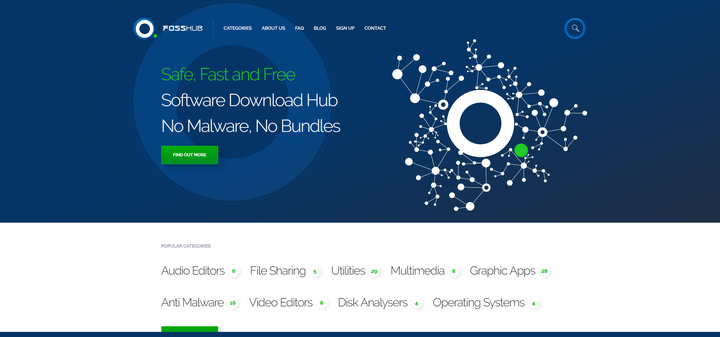 FOSSHUB
CATEGORIES ABOUT US FAQ BLOG SIGN UP CONTACT
Safe, Fast and Free
Software Download Hub
No Malware, No Bundles
FIND OUT MORE
POPULAR CATEGORIES
Audio Editors 6 File Sharing 5 Utilities 29 Multimedia 8 Graphic Apps 28
Anti Malware 16 Video Editors 8 Disk Analysers 4 Operating Systems 4